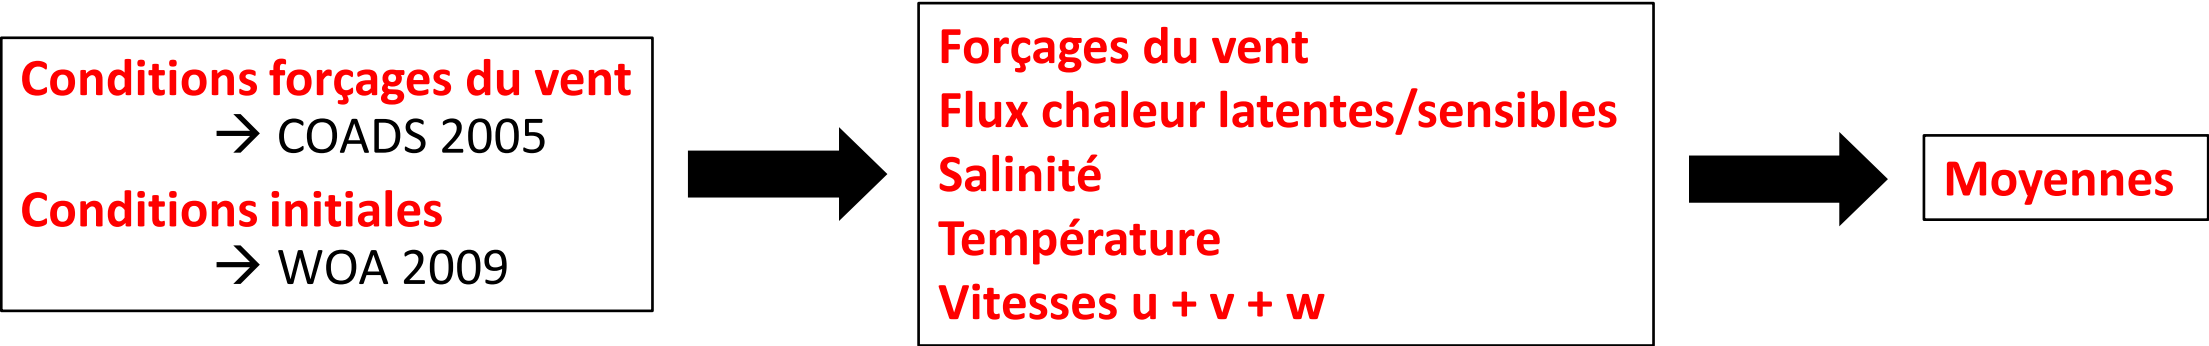 Conditions forçages du vent
→ COADS 2005
Conditions initiales
→ WOA 2009
Forçages du vent
Flux chaleur latentes/sensibles
Salinité
Température
Vitesses u + v + w
Moyennes